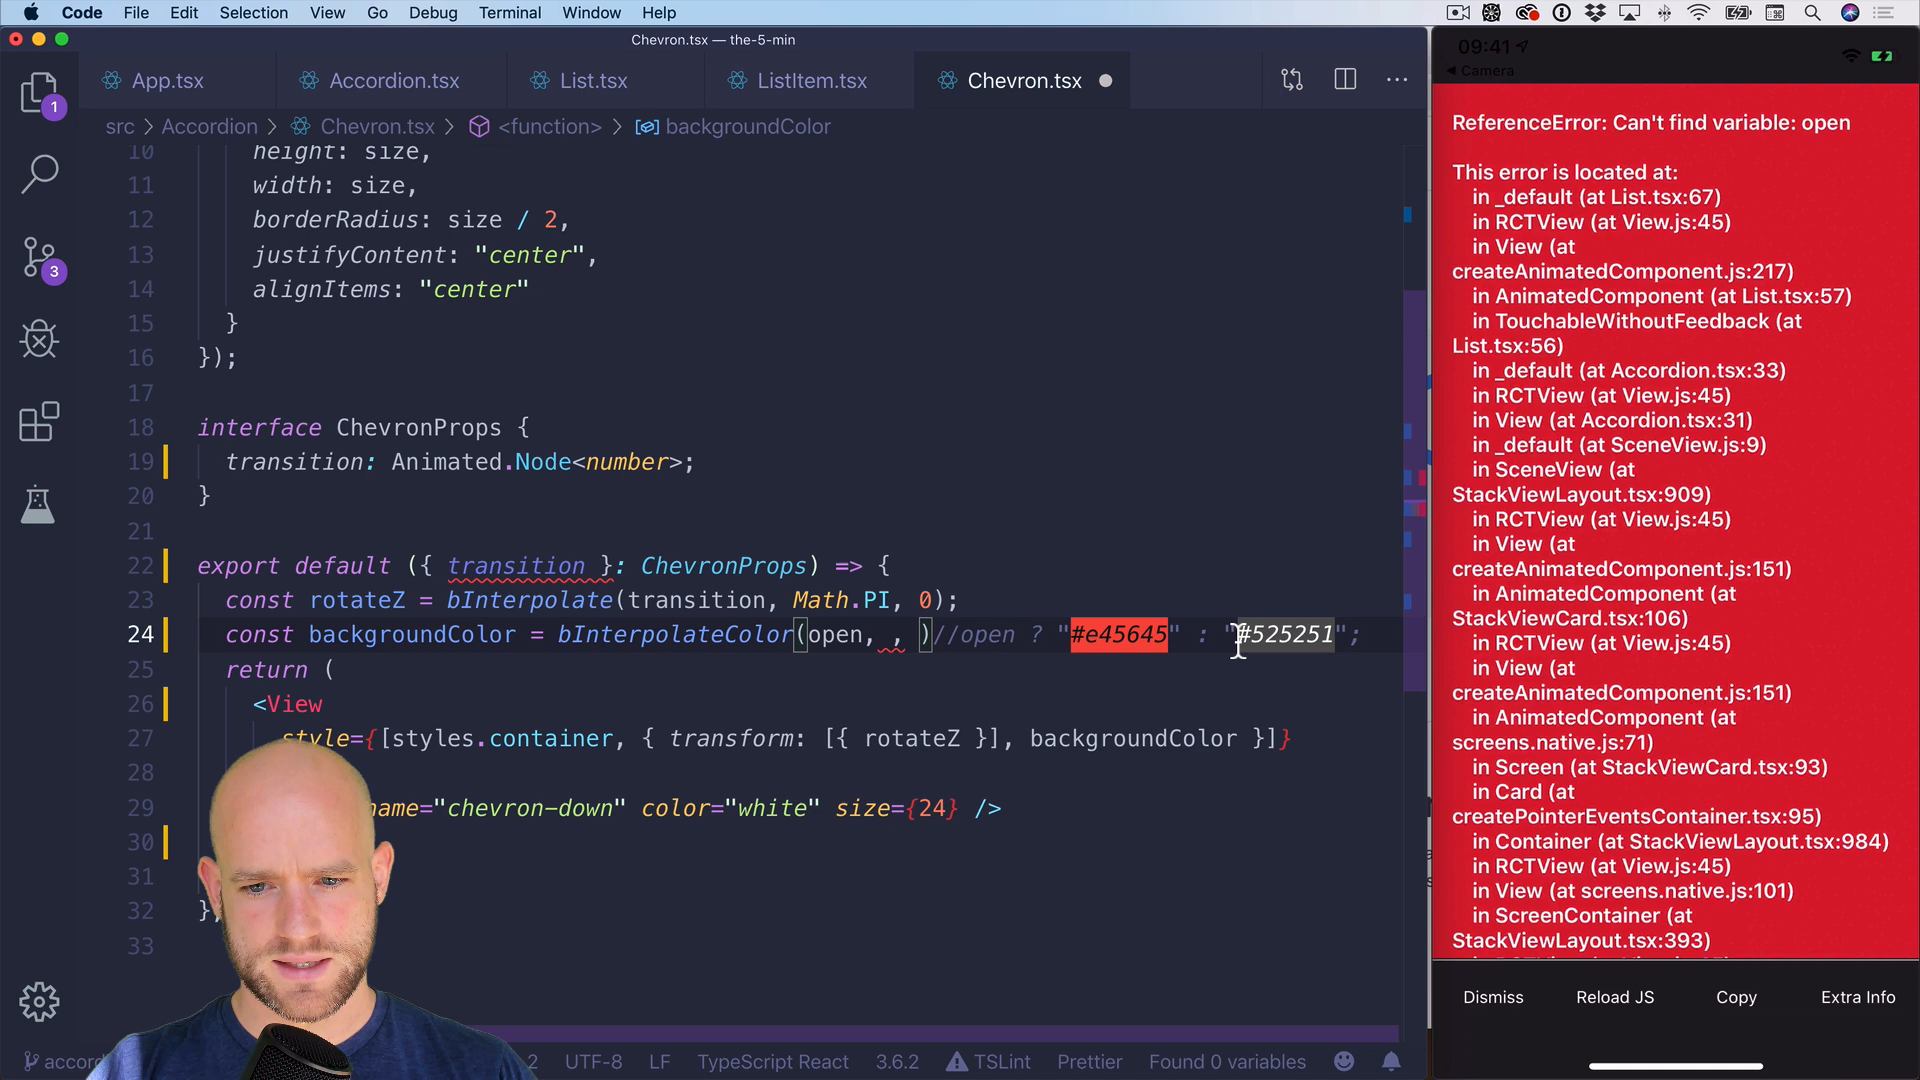 Code File Edit Selection View Go Debug Terminal Window Help
Chevron.tsx — the-5-min
App.tsx Accordion.tsx List.tsx ListItem.tsx Chevron.tsx
src > Accordion > Chevron.tsx > <function> > backgroundColor
1
3
10 height: size,
11 width: size,
12 borderRadius: size / 2,
13 justifyContent: "center",
14 alignItems: "center"
15 }
16 });
17
18 interface ChevronProps {
19 transition: Animated.Node<number>;
20 }
21
22 export default ({ transition }: ChevronProps) => {
23 const rotateZ = bInterpolate(transition, Math.PI, 0);
24 const backgroundColor = bInterpolateColor(open, , )//open ? "#e45645" : "#525251";
25 return (
26 <View
27 style={[styles.container, { transform: [{ rotateZ }], backgroundColor }]}
28
29 name="chevron-down" color="white" size={24} />
30
31
32 };
33
accord 2 UTF-8 LF TypeScript React 3.6.2 TSLint Prettier Found 0 variables
09:41
Camera
ReferenceError: Can't find variable: open
This error is located at:
in _default (at List.tsx:67)
in RCTView (at View.js:45)
in View (at
createAnimatedComponent.js:217)
in AnimatedComponent (at List.tsx:57)
in TouchableWithoutFeedback (at
List.tsx:56)
in _default (at Accordion.tsx:33)
in RCTView (at View.js:45)
in View (at Accordion.tsx:31)
in _default (at SceneView.js:9)
in SceneView (at
StackViewLayout.tsx:909)
in RCTView (at View.js:45)
in View (at
createAnimatedComponent.js:151)
in AnimatedComponent (at
StackViewCard.tsx:106)
in RCTView (at View.js:45)
in View (at
createAnimatedComponent.js:151)
in AnimatedComponent (at
screens.native.js:71)
in Screen (at StackViewCard.tsx:93)
in Card (at
createPointerEventsContainer.tsx:95)
in Container (at StackViewLayout.tsx:984)
in RCTView (at View.js:45)
in View (at screens.native.js:101)
in ScreenContainer (at
StackViewLayout.tsx:393)
Dismiss Reload JS Copy Extra Info